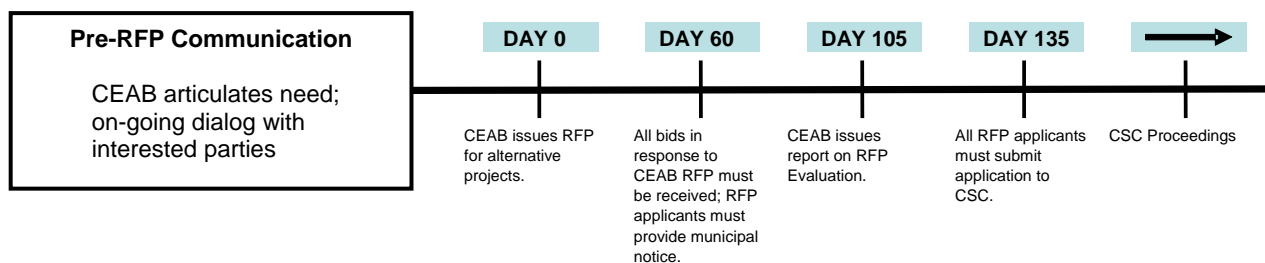 Pre-RFP Communication
CEAB articulates need;
on-going dialog with
interested parties
DAY 0
CEAB issues RFP
for alternative
projects.
DAY 60
All bids in
response to
CEAB RFP must
be received; RFP
applicants must
provide municipal
notice.
DAY 105
CEAB issues
report on RFP
Evaluation.
DAY 135
All RFP applicants
must submit
application to
CSC.
CSC Proceedings